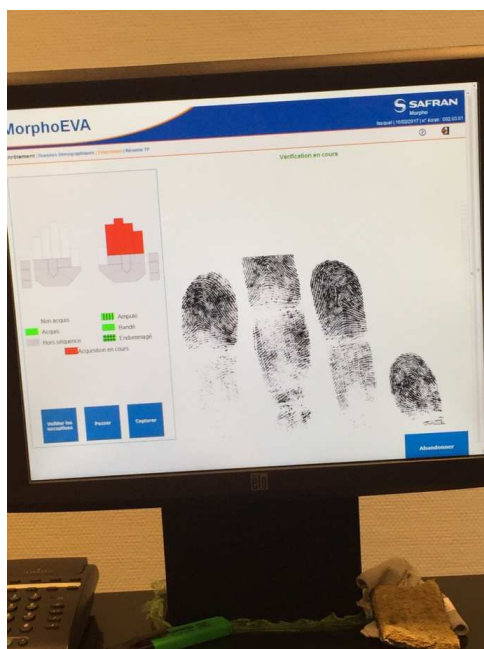 SAFRAN
Morpho
MorphoEVA
Vérification en cours
Non acquis
Acquis
Hors séquence
Amputé
Bandé
Endommagé
Acquisition en cours
Valider les
exceptions
Passer
Capturer
Abandonner
elo